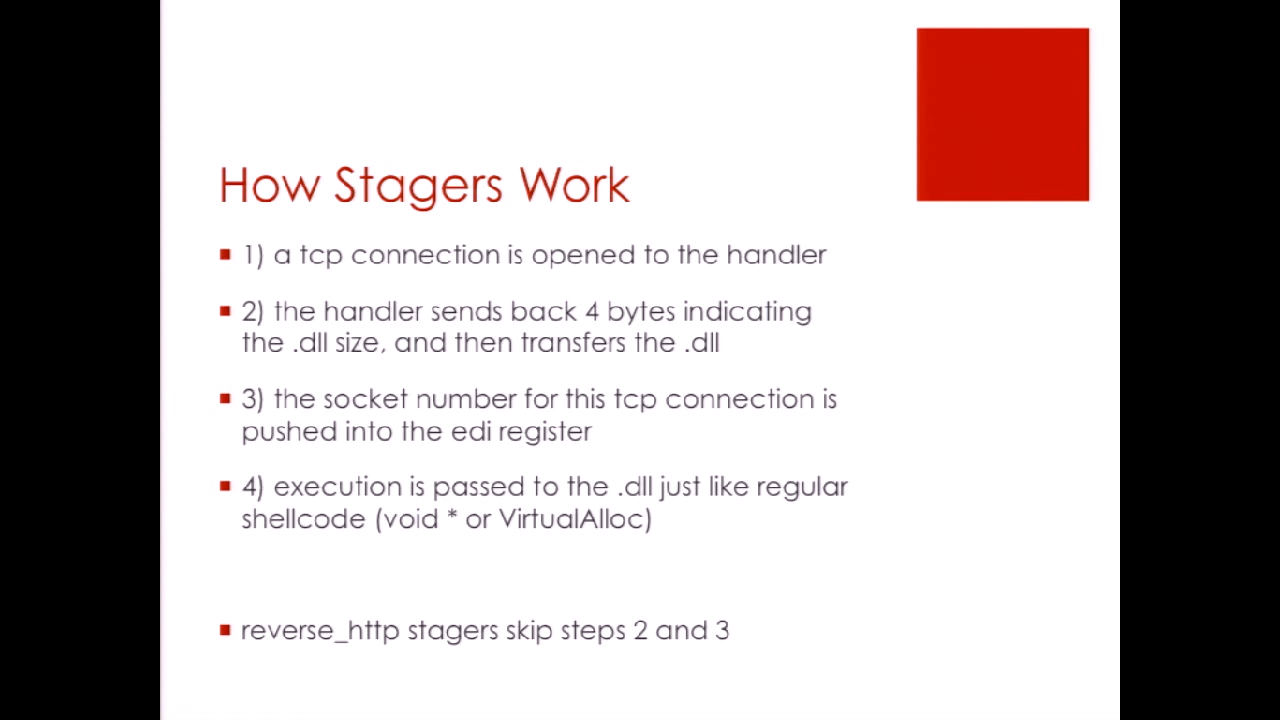 How Stagers Work
1) a tcp connection is opened to the handler
2) the handler sends back 4 bytes indicating
the .dll size, and then transfers the .dll
3) the socket number for this tcp connection is
pushed into the edi register
4) execution is passed to the .dll just like regular
shellcode (void * or VirtualAlloc)
reverse_http stagers skip steps 2 and 3